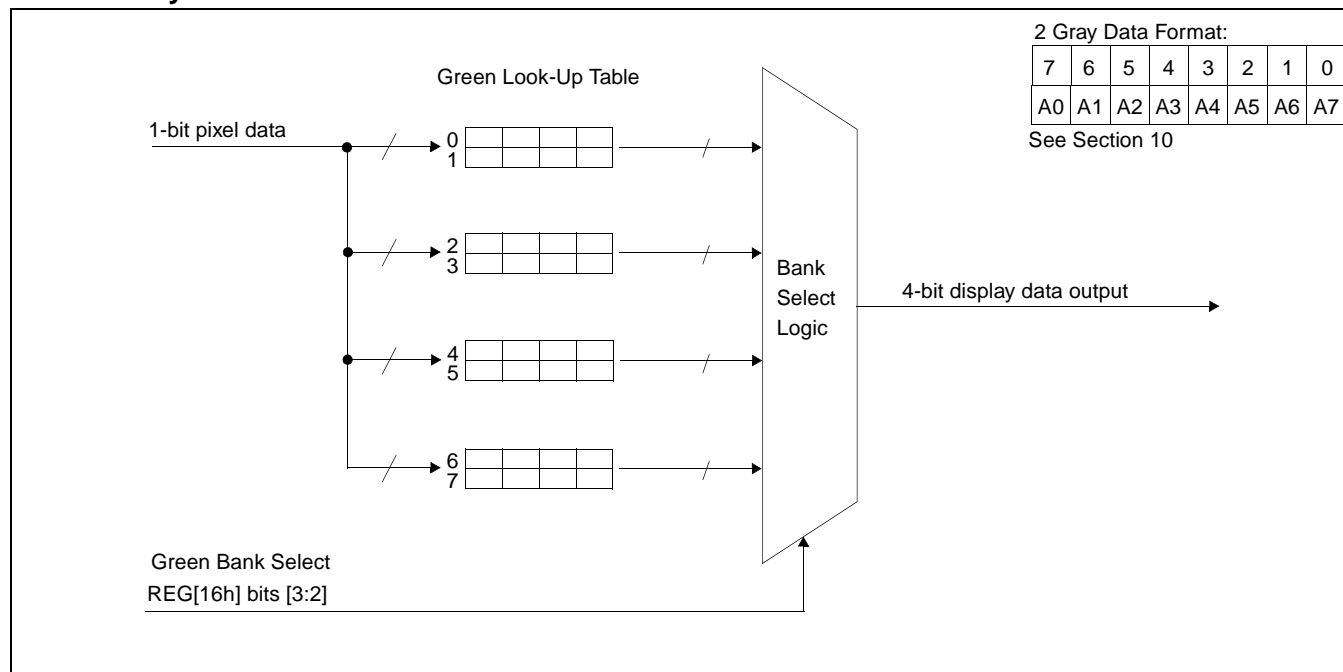 2 Gray Data Format:
7 6 5 4 3 2 1 0
A0 A1 A2 A3 A4 A5 A6 A7
See Section 10
Green Look-Up Table
1-bit pixel data
0
1
2
3
4
5
6
7
Bank
Select
Logic
4-bit display data output
Green Bank Select
REG[16h] bits [3:2]